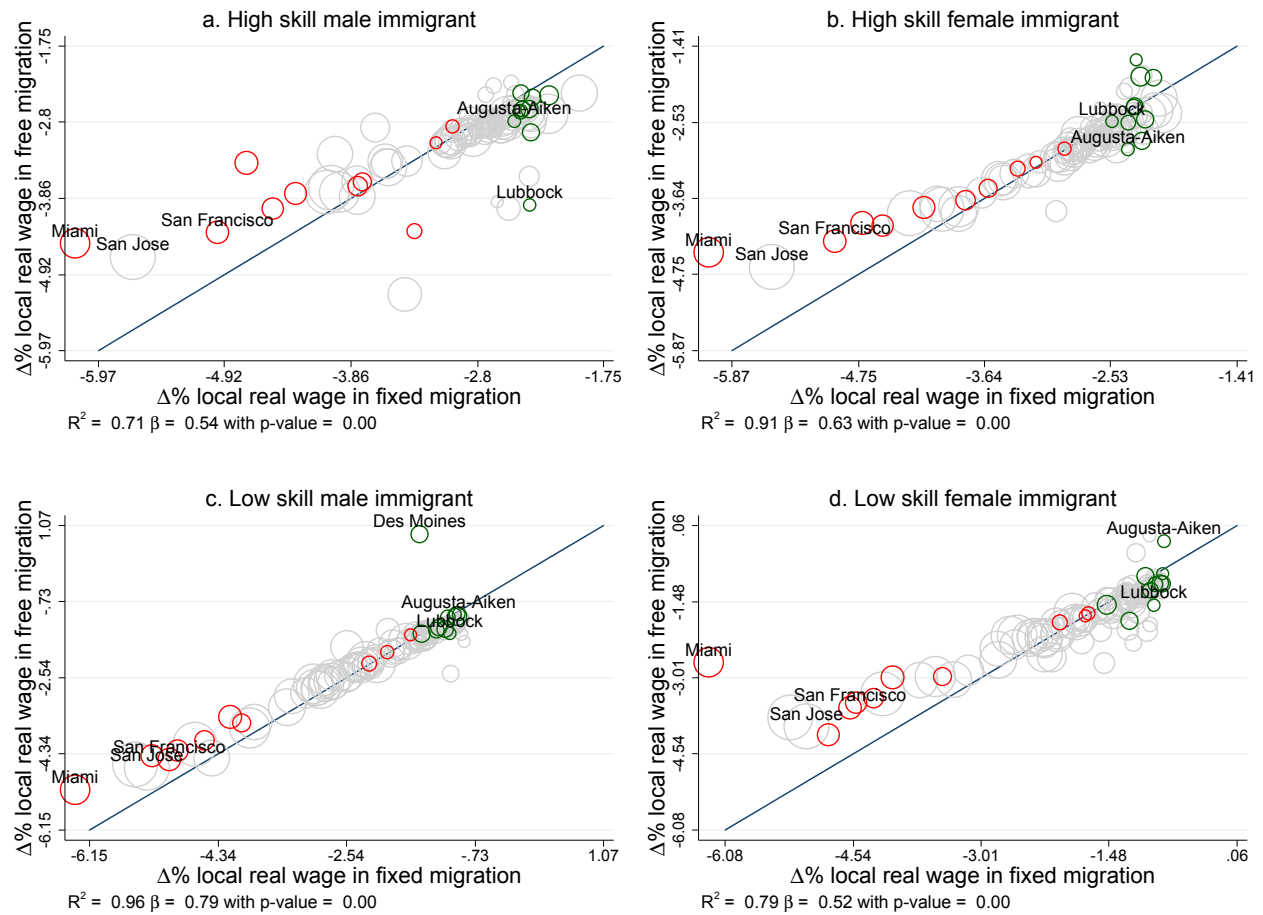 a. High skill male immigrant
Δ% local real wage in free migration
-1.75
-2.8
-3.86
-4.92
-5.97
Augusta-Aiken
Lubbock
San Francisco
Miami
San Jose
-5.97 -4.92 -3.86 -2.8 -1.75
Δ% local real wage in fixed migration
R² = 0.71 β = 0.54 with p-value = 0.00
b. High skill female immigrant
Δ% local real wage in free migration
-1.41
-2.53
-3.64
-4.75
-5.87
Lubbock
Augusta-Aiken
San Francisco
Miami
San Jose
-5.87 -4.75 -3.64 -2.53 -1.41
Δ% local real wage in fixed migration
R² = 0.91 β = 0.63 with p-value = 0.00
c. Low skill male immigrant
Δ% local real wage in free migration
1.07
-.73
-2.54
-4.34
-6.15
Des Moines
Augusta-Aiken
Lubbock
San Francisco
San Jose
Miami
-6.15 -4.34 -2.54 -.73 1.07
Δ% local real wage in fixed migration
R² = 0.96 β = 0.79 with p-value = 0.00
d. Low skill female immigrant
Δ% local real wage in free migration
.06
-1.48
-3.01
-4.54
-6.08
Augusta-Aiken
Lubbock
Miami
San Francisco
San Jose
-6.08 -4.54 -3.01 -1.48 .06
Δ% local real wage in fixed migration
R² = 0.79 β = 0.52 with p-value = 0.00